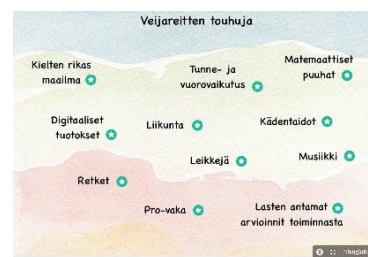 Veijareitten touhuja
Kielten rikas
maailma
Tunne- ja
vuorovaikutus
Matemaattiset
puuhat
Digitaaliset
tuotokset
Liikunta
Kädentaidot
Leikkejä
Musiikki
Retket
Pro-vaka
Lasten antamat
arvioinnit toiminnasta